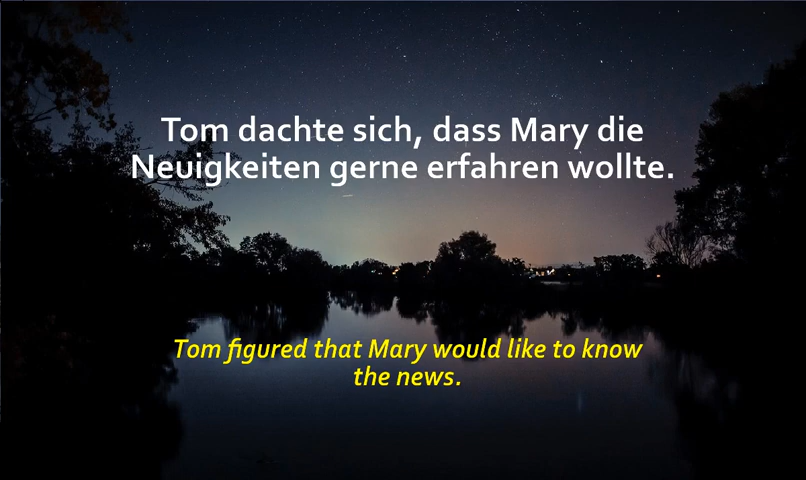 Tom dachte sich, dass Mary die
Neuigkeiten gerne erfahren wollte.
Tom figured that Mary would like to know
the news.